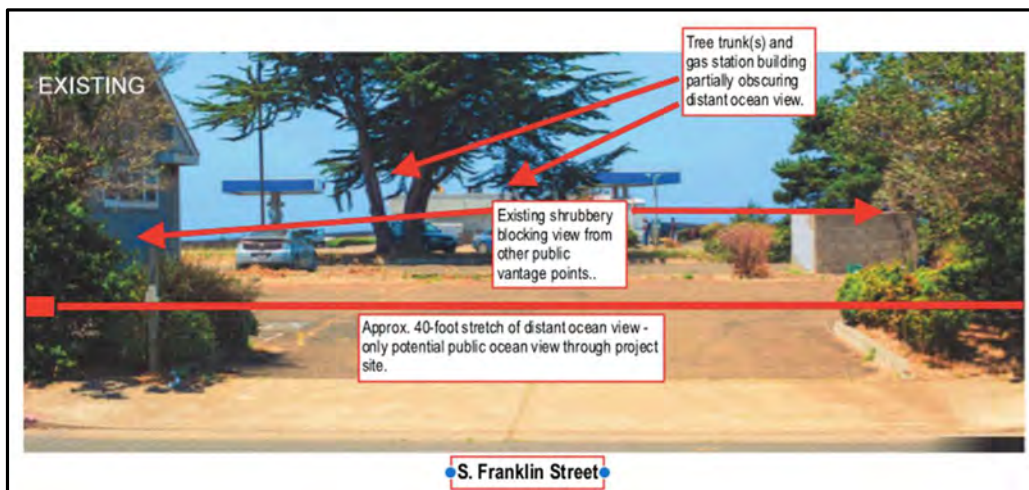 EXISTING
Tree trunk(s) and
gas station building
partially obscuring
distant ocean view.
Existing shrubbery
blocking view from
other public
vantage points..
Approx. 40-foot stretch of distant ocean view -
only potential public ocean view through project
site.
S. Franklin Street